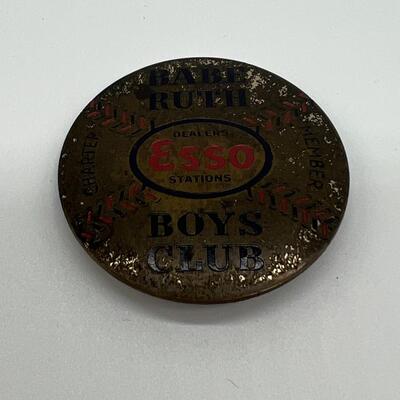 BABE
RUTH
CHARTER
DEALERS
Esso
STATIONS
MEMBER
BOYS
CLUB